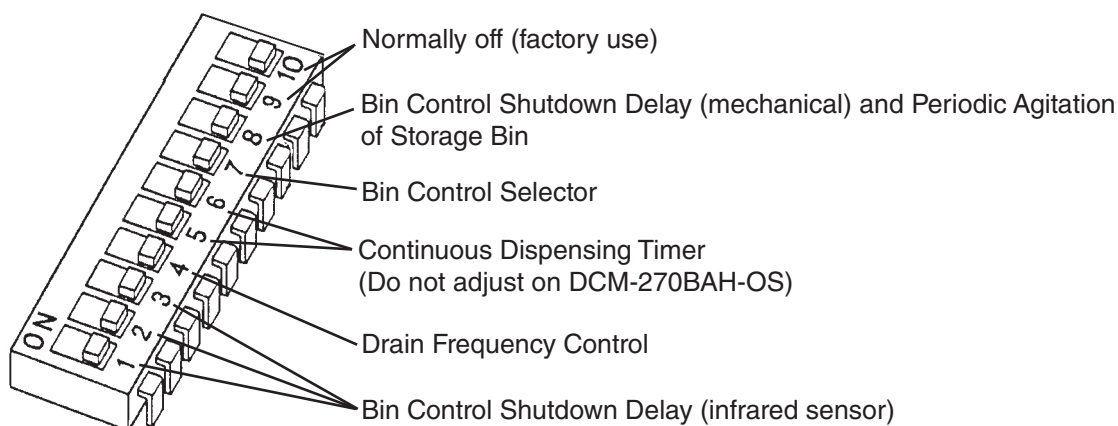 Normally off (factory use)
Bin Control Shutdown Delay (mechanical) and Periodic Agitation
of Storage Bin
Bin Control Selector
Continuous Dispensing Timer
(Do not adjust on DCM-270BAH-OS)
Drain Frequency Control
Bin Control Shutdown Delay (infrared sensor)
ON
1
2
3
4
5
6
7
8
9
10